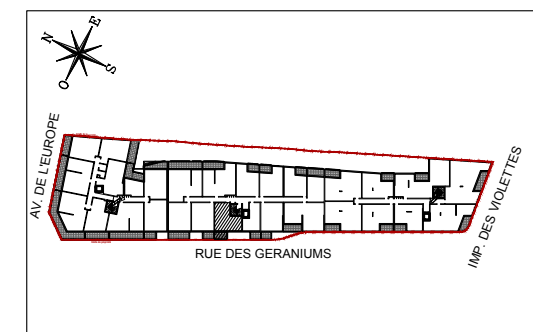 N
E
S
O
AV. DE L'EUROPE
RUE DES GERANIUMS
IMP. DES VIOLETTES